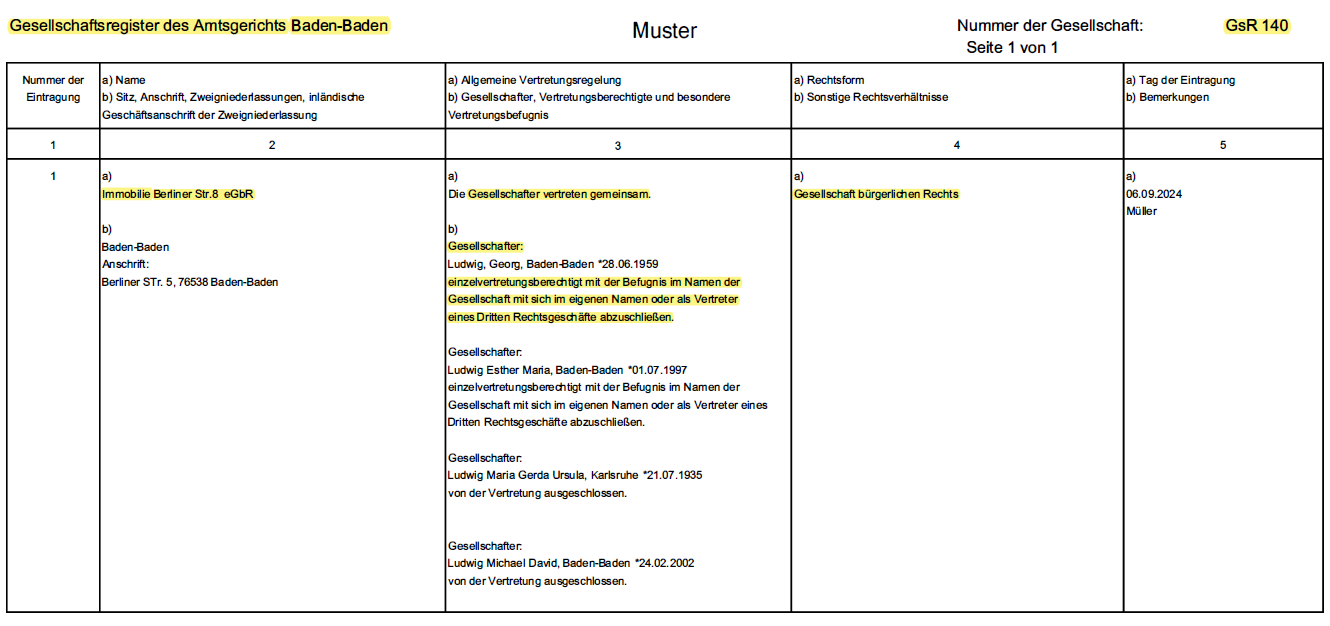 Gesellschaftsregister des Amtsgerichts Baden-Baden
Muster
Nummer der Gesellschaft: GsR 140
Seite 1 von 1
Nummer der
Eintragung
a) Name
b) Sitz, Anschrift, Zweigniederlassungen, inländische
Geschäftsanschrift der Zweigniederlassung
a) Allgemeine Vertretungsregelung
b) Gesellschafter, Vertretungsberechtigte und besondere
Vertretungsbefugnis
a) Rechtsform
b) Sonstige Rechtsverhältnisse
a) Tag der Eintragung
b) Bemerkungen
1
2
3
4
5
1
a)
Immobilie Berliner Str.8 eGbR
b)
Baden-Baden
Anschrift:
Berliner STr. 5, 76538 Baden-Baden
a)
Die Gesellschafter vertreten gemeinsam.
b)
Gesellschafter:
Ludwig, Georg, Baden-Baden *28.06.1959
einzelvertretungsberechtigt mit der Befugnis im Namen der
Gesellschaft mit sich im eigenen Namen oder als Vertreter
eines Dritten Rechtsgeschäfte abzuschließen.
Gesellschafter:
Ludwig Esther Maria, Baden-Baden *01.07.1997
einzelvertretungsberechtigt mit der Befugnis im Namen der
Gesellschaft mit sich im eigenen Namen oder als Vertreter eines
Dritten Rechtsgeschäfte abzuschließen.
Gesellschafter:
Ludwig Maria Gerda Ursula, Karlsruhe *21.07.1935
von der Vertretung ausgeschlossen.
Gesellschafter:
Ludwig Michael David, Baden-Baden *24.02.2002
von der Vertretung ausgeschlossen.
a)
Gesellschaft bürgerlichen Rechts
a)
06.09.2024
Müller